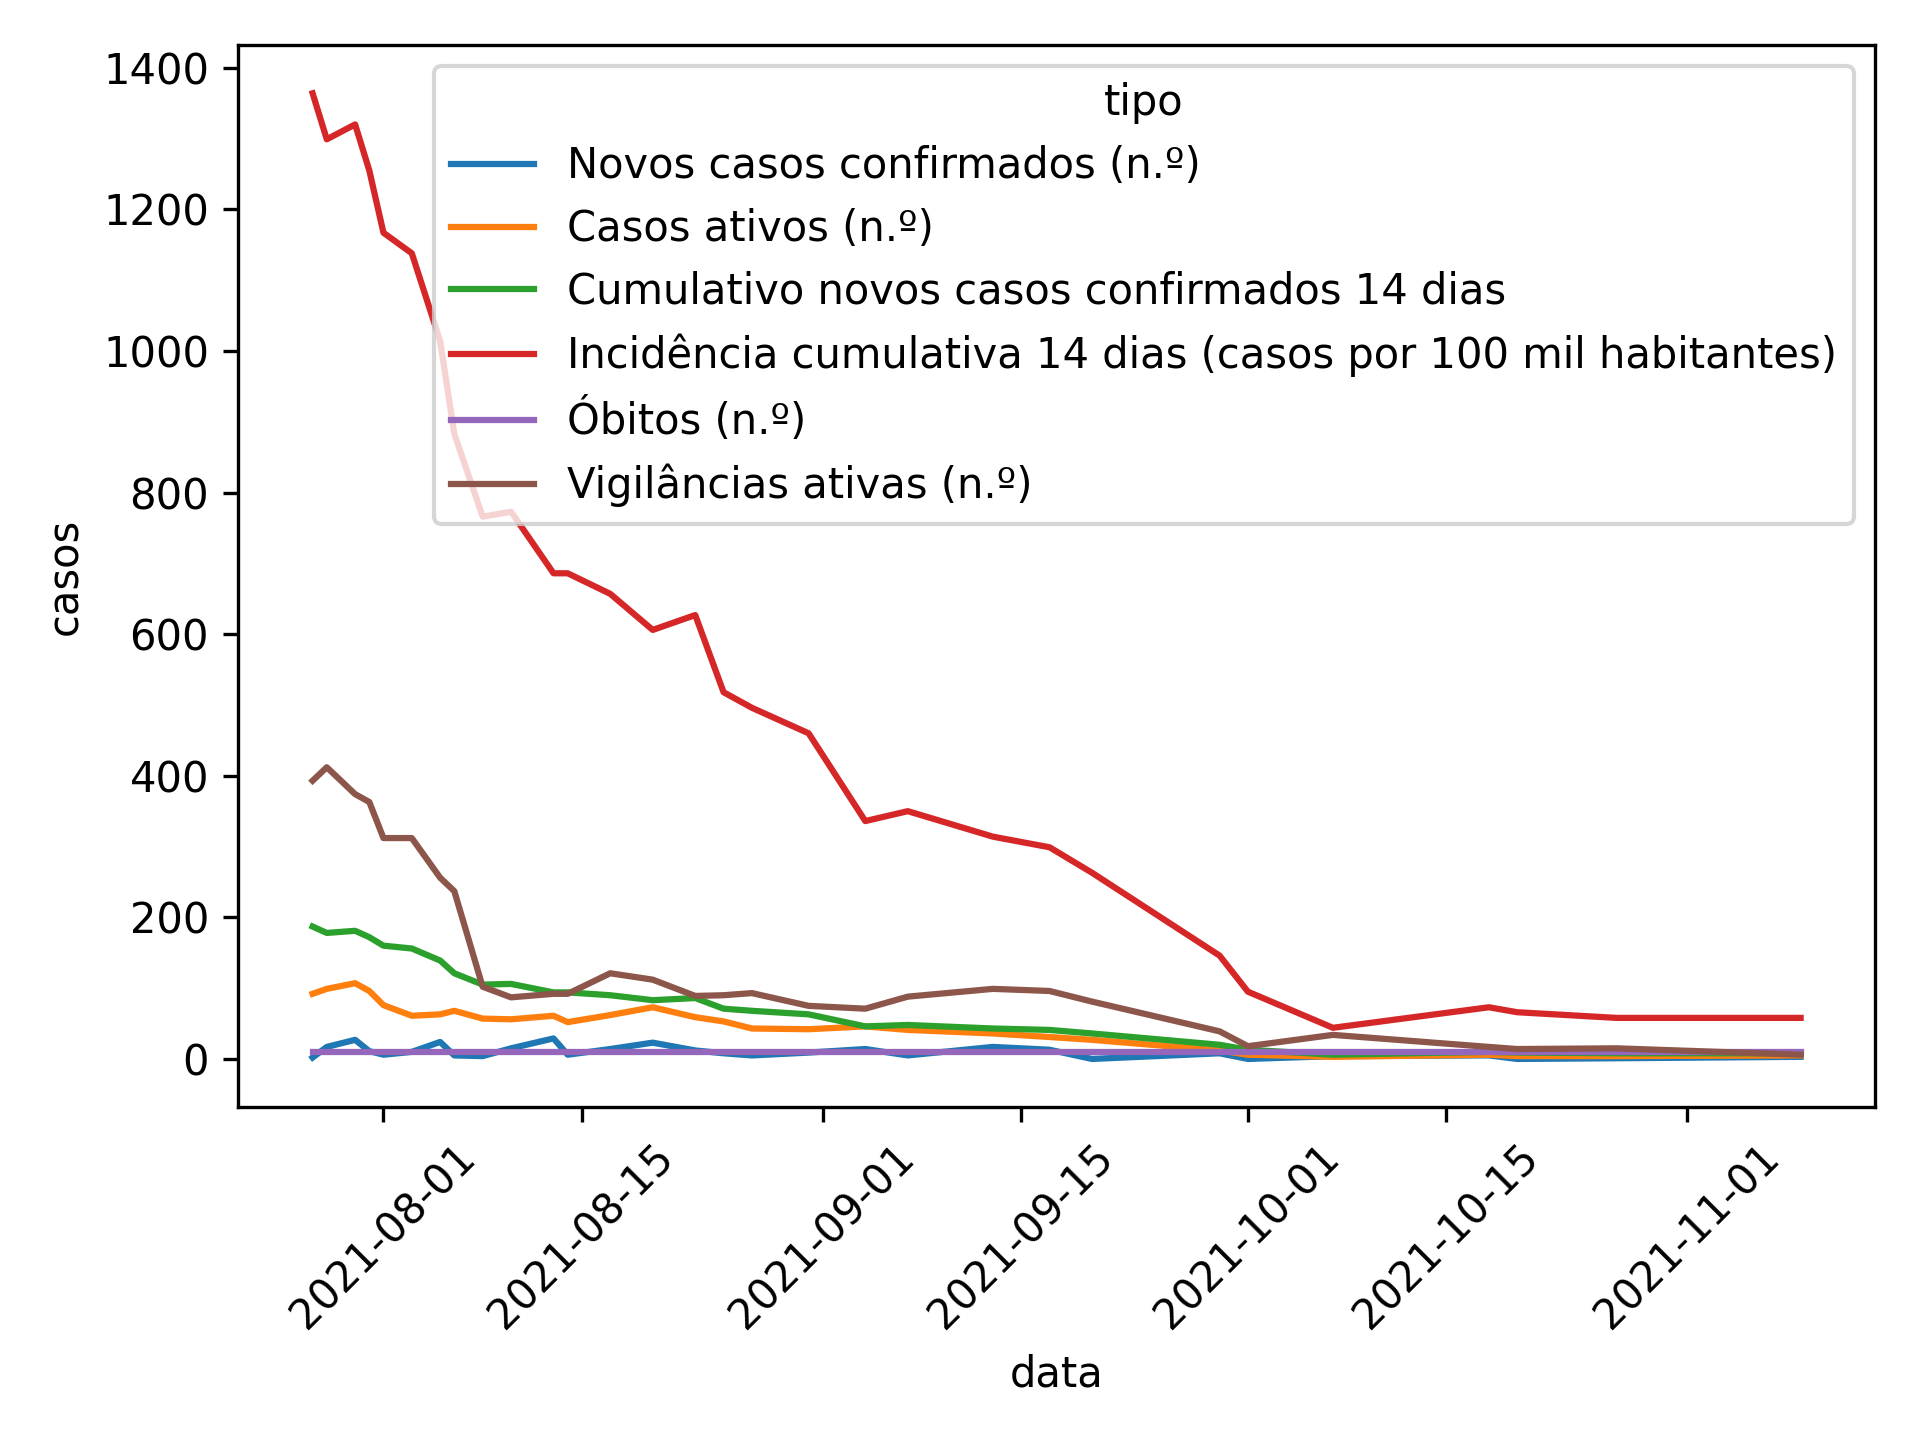 1400
1200
1000
800
600
400
200
0
casos
tipo
Novos casos confirmados (n.º)
Casos ativos (n.º)
Cumulativo novos casos confirmados 14 dias
Incidência cumulativa 14 dias (casos por 100 mil habitantes)
Óbitos (n.º)
Vigilâncias ativas (n.º)
2021-08-01
2021-08-15
2021-09-01
2021-09-15
2021-10-01
2021-10-15
2021-11-01
data